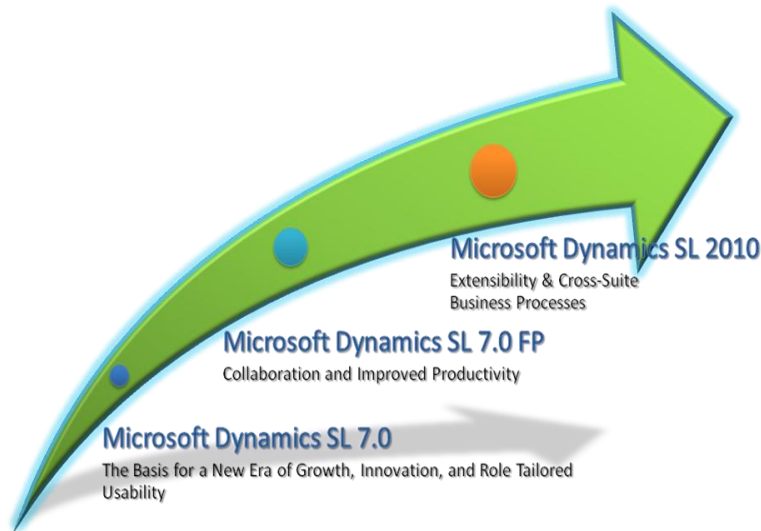 Microsoft Dynamics SL 2010
Extensibility & Cross-Suite
Business Processes
Microsoft Dynamics SL 7.0 FP
Collaboration and Improved Productivity
Microsoft Dynamics SL 7.0
The Basis for a New Era of Growth, Innovation, and Role Tailored
Usability